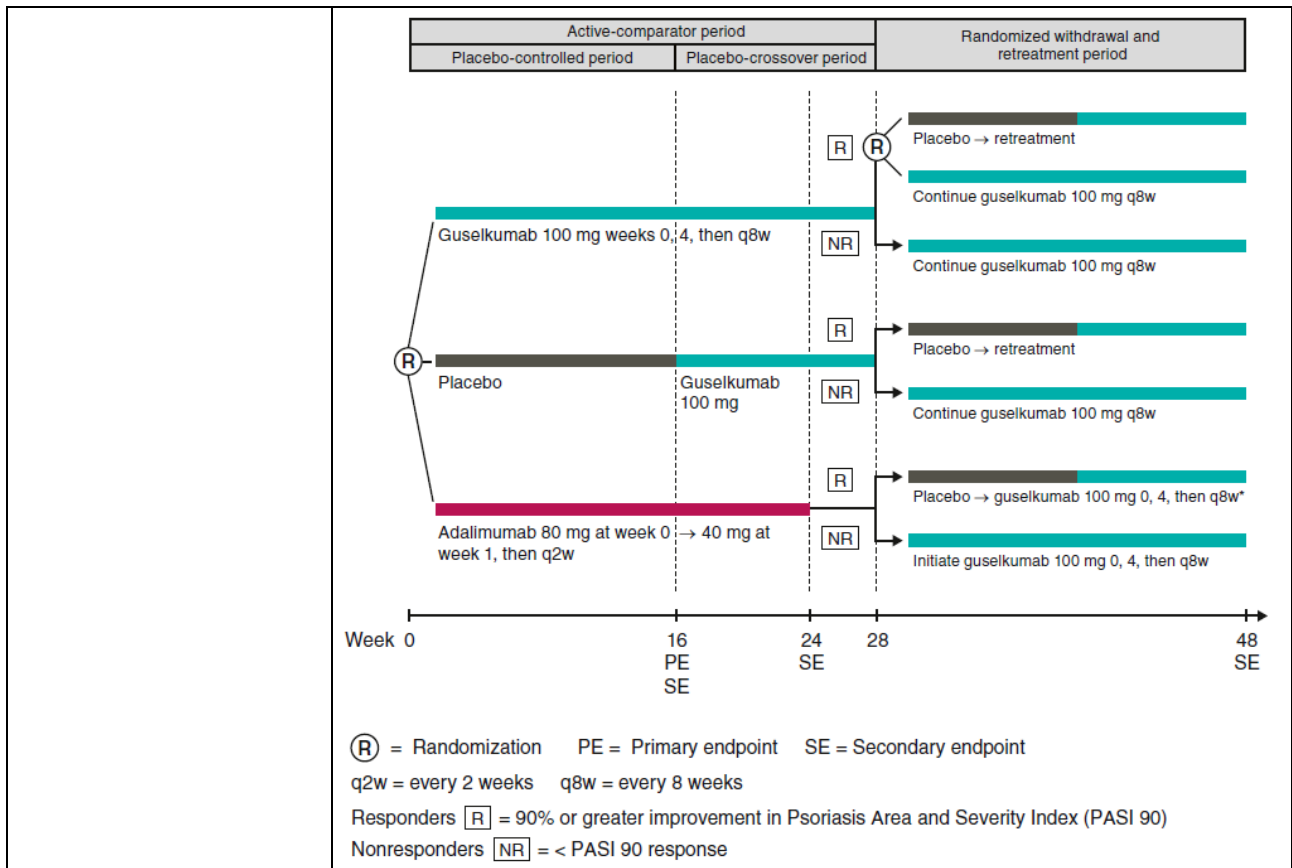 Active-comparator period
Randomized withdrawal and
retreatment period
Placebo-controlled period
Placebo-crossover period
R
R
Placebo → retreatment
Continue guselkumab 100 mg q8w
Guselkumab 100 mg weeks 0, 4, then q8w
NR
Continue guselkumab 100 mg q8w
R
R
Placebo → retreatment
Placebo
Guselkumab
100 mg
NR
Continue guselkumab 100 mg q8w
R
Placebo → guselkumab 100 mg 0, 4, then q8w*
Adalimumab 80 mg at week 0 → 40 mg at
week 1, then q2w
NR
Initiate guselkumab 100 mg 0, 4, then q8w
Week 0 16 24 28 48
PE SE SE
SE
R = Randomization PE = Primary endpoint SE = Secondary endpoint
q2w = every 2 weeks q8w = every 8 weeks
Responders R = 90% or greater improvement in Psoriasis Area and Severity Index (PASI 90)
Nonresponders NR = < PASI 90 response